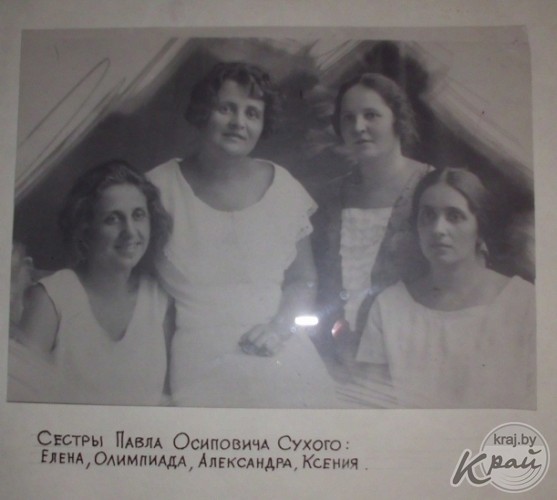 Сестры Павла Осиповича Сухого:
Елена, Олимпиада, Александра, Ксения.
kraj.by
Край